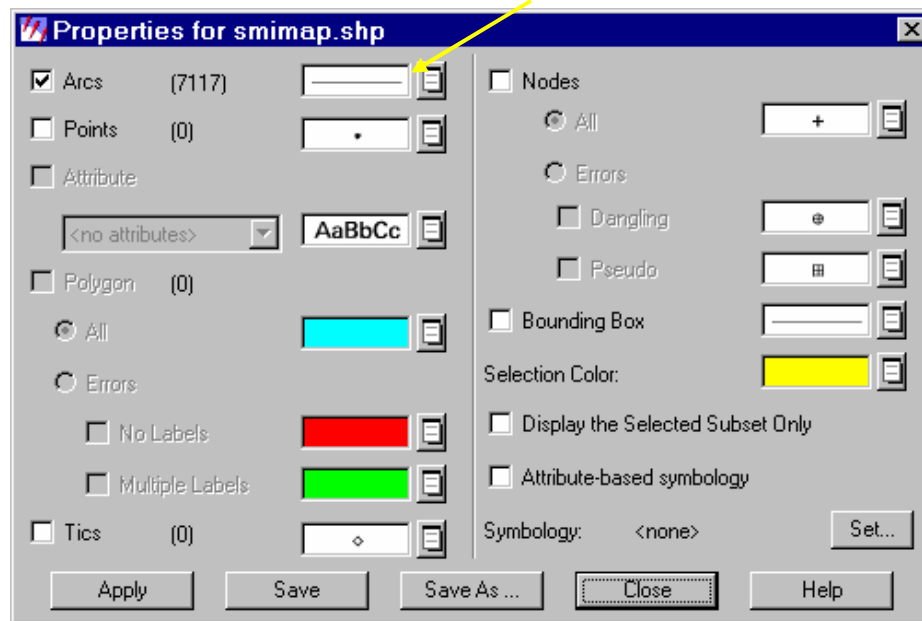 Properties for smimap.shp
Arcs (7117)
Points (0)
Attribute
<no attributes> AaBbCc
Polygon (0)
All
Errors
No Labels
Multiple Labels
Tics (0)
Nodes
All
Errors
Dangling
Pseudo
Bounding Box
Selection Color:
Display the Selected Subset Only
Attribute-based symbology
Symbology: <none> Set...
Apply Save Save As ... Close Help